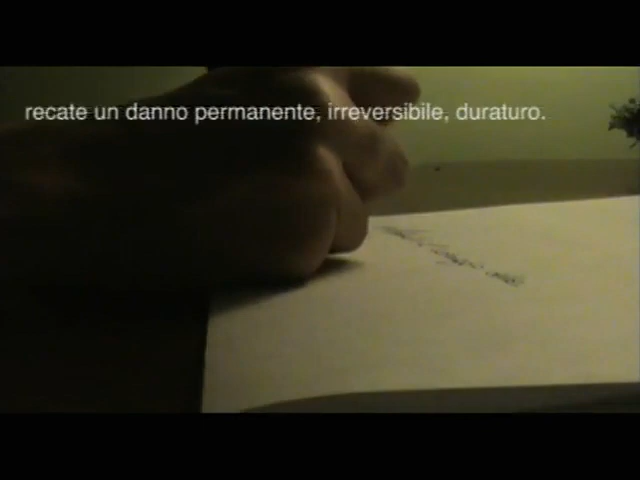 recate un danno permanente, irreversibile, duraturo.